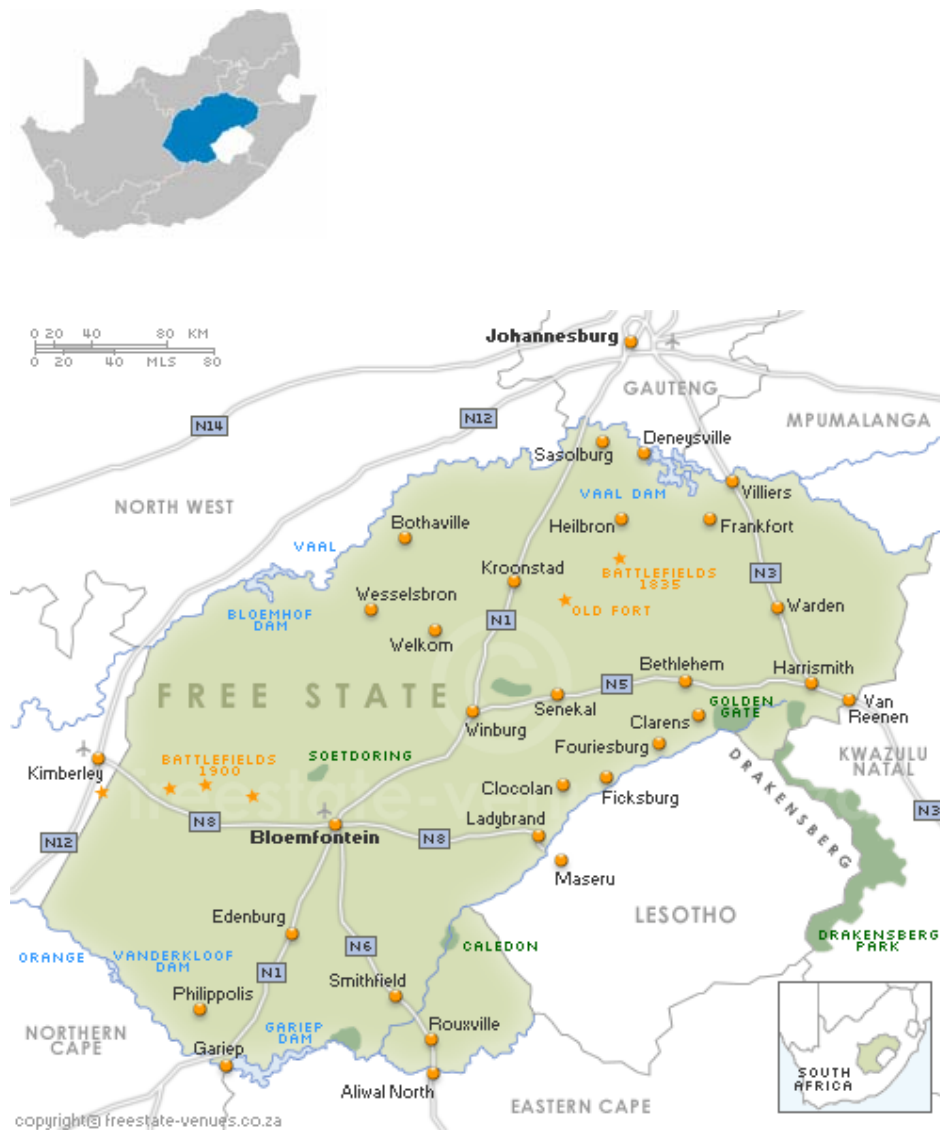 0 20 40 80 KM
0 20 40 MLS 80
Johannesburg
GAUTENG
MPUMALANGA
N14
N12
Sasolburg
Deneysville
NORTH WEST
VAAL DAM
Villiers
Bothaville
Heilbron
Frankfort
VAAL
Kroonstad
BATTLEFIELDS
1835
N3
Wesselsbron
OLD FORT
Warden
BLOEMHOF
DAM
N1
Welkom
Bethlehem
Harrismith
FREE STATE
N5
Senekal
GOLDEN
GATE
Van
Reenen
Winburg
Clarens
SOETDORING
Fouriesburg
KWAZULU
NATAL
BATTLEFIELDS
1900
Kimberley
DRAKENSBERG
Clocolan
Ficksburg
freestate-venues.co.za
N8
Ladybrand
N3
Bloemfontein
N8
N12
Maseru
Edenburg
LESOTHO
N6
CALEDON
DRAKENSBERG
PARK
ORANGE
VANDERKLOOF
DAM
N1
Smithfield
Philippolis
NORTHERN
CAPE
GARIEP
DAM
Rouxville
Gariep
SOUTH
AFRICA
Aliwal North
EASTERN CAPE
copyright© freestate-venues.co.za